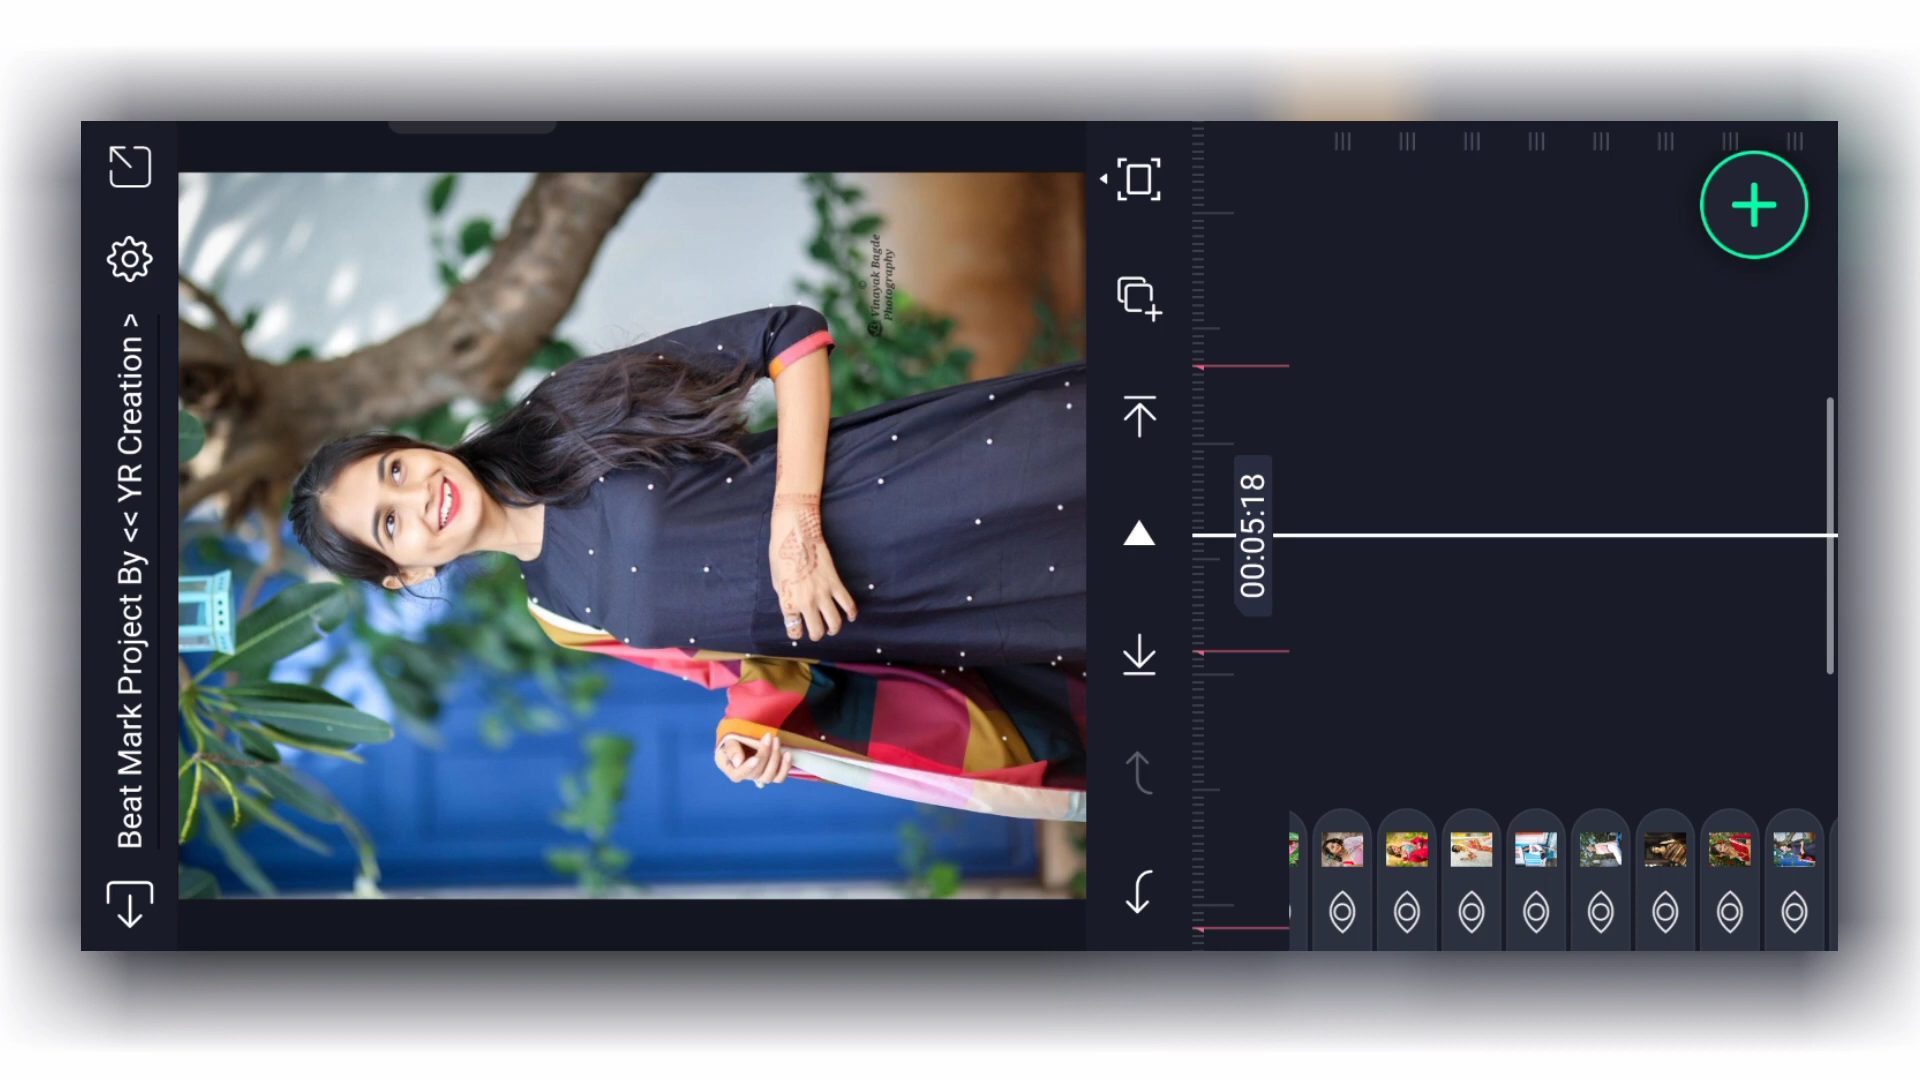 Beat Mark Project By << YR Creation >
©
Vinayak Bagde
Photography
00:05:18